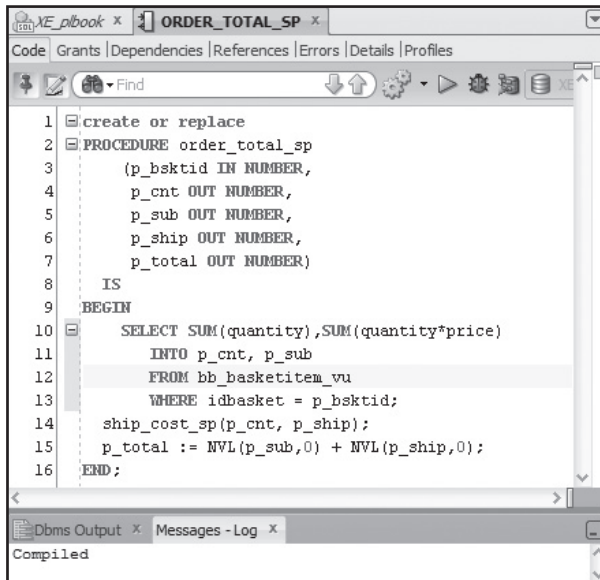 XE_plbook x ORDER_TOTAL_SP x
Code Grants | Dependencies | References | Errors | Details | Profiles
Find XE
1 create or replace
2 PROCEDURE order_total_sp
3 (p_bsktid IN NUMBER,
4 p_cnt OUT NUMBER,
5 p_sub OUT NUMBER,
6 p_ship OUT NUMBER,
7 p_total OUT NUMBER)
8 IS
9 BEGIN
10 SELECT SUM(quantity),SUM(quantity*price)
11 INTO p_cnt, p_sub
12 FROM bb_basketitem_vu
13 WHERE idbasket = p_bsktid;
14 ship_cost_sp(p_cnt, p_ship);
15 p_total := NVL(p_sub,0) + NVL(p_ship,0);
16 END;
Dbms Output x Messages - Log x
Compiled